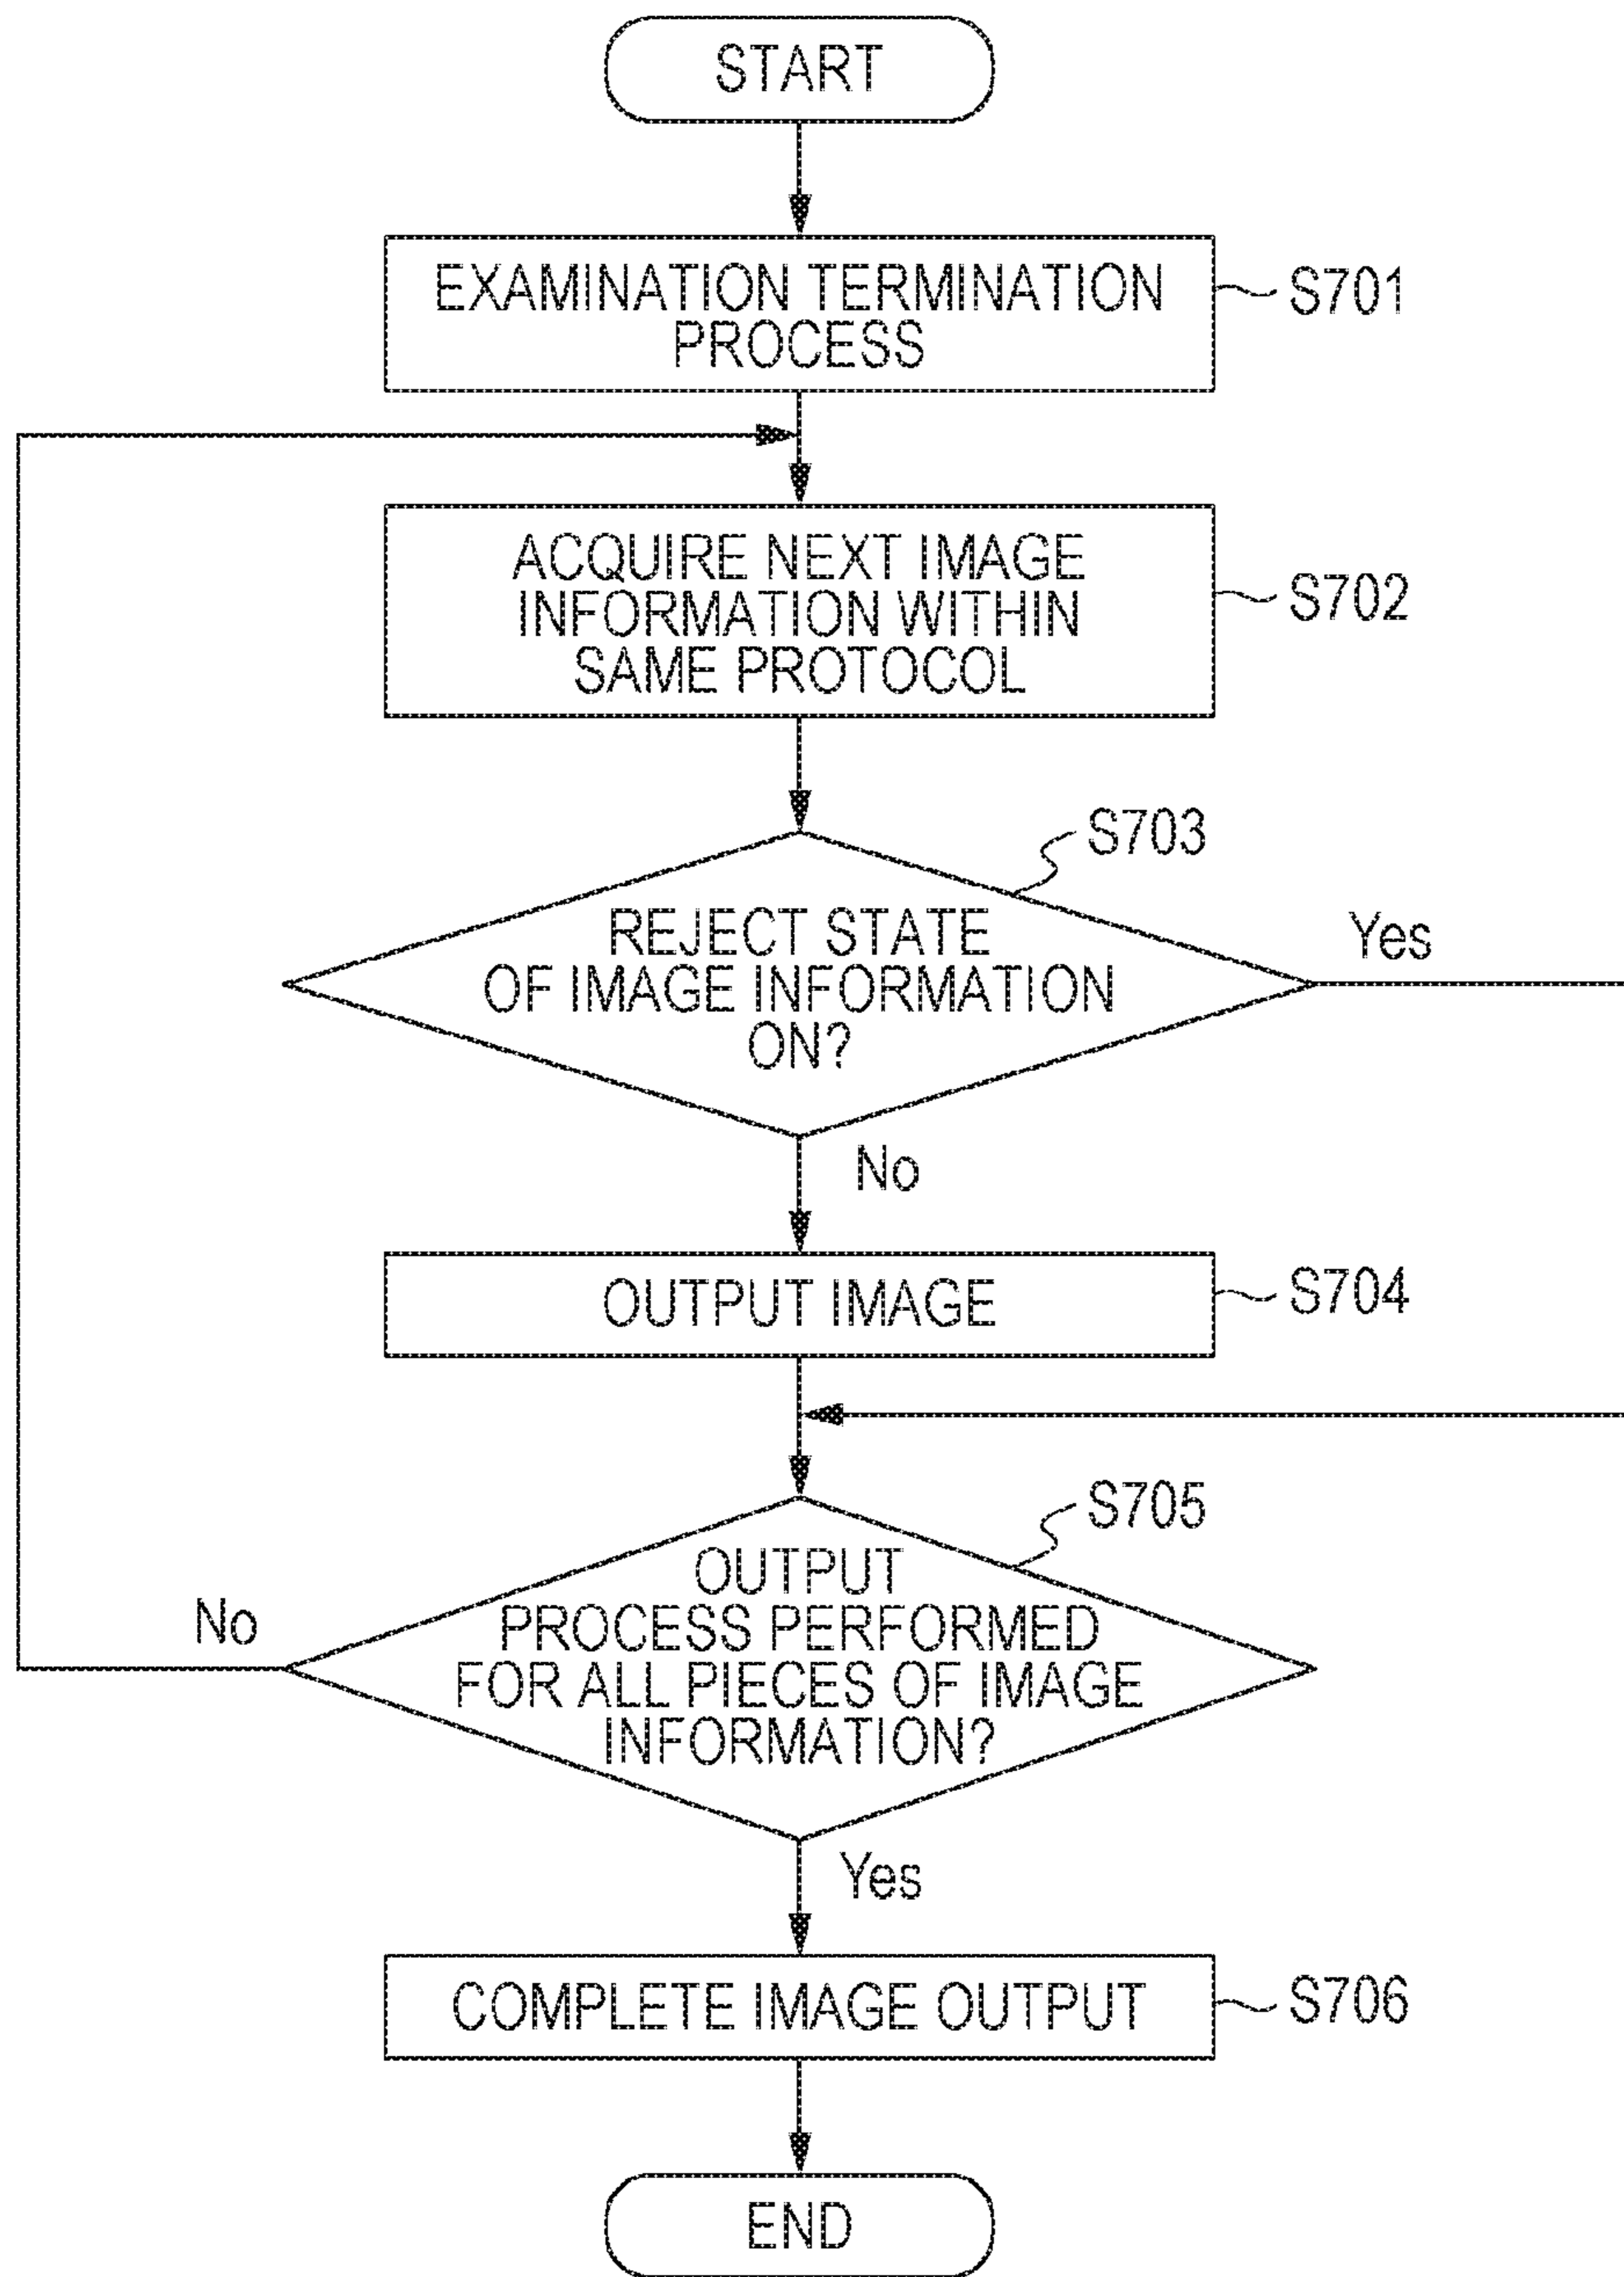 START
EXAMINATION TERMINATION
PROCESS
S701
ACQUIRE NEXT IMAGE
INFORMATION WITHIN
SAME PROTOCOL
S702
S703
REJECT STATE
OF IMAGE INFORMATION
ON?
Yes
No
OUTPUT IMAGE
S704
S705
OUTPUT
PROCESS PERFORMED
FOR ALL PIECES OF IMAGE
INFORMATION?
No
Yes
COMPLETE IMAGE OUTPUT
S706
END